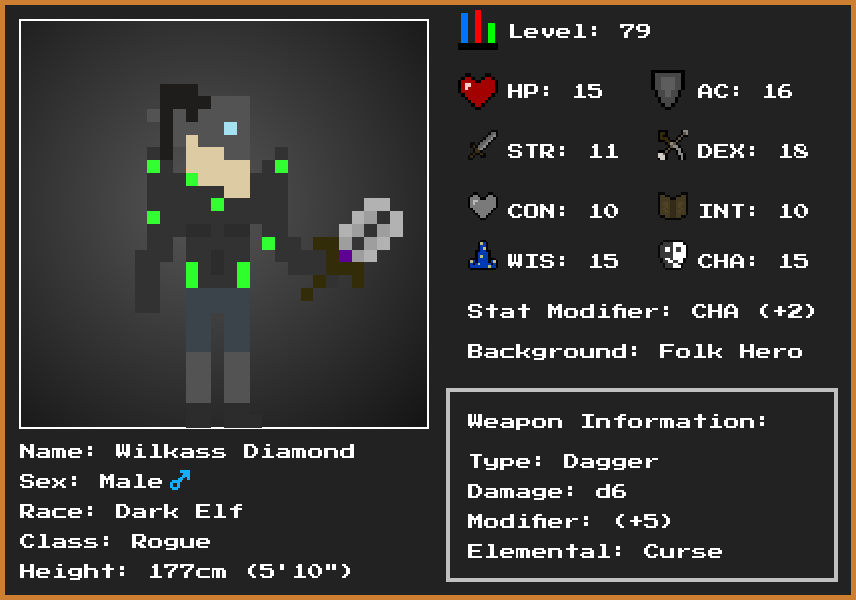 Level: 79
HP: 15
AC: 16
STR: 11
DEX: 18
CON: 10
INT: 10
WIS: 15
CHA: 15
Stat Modifier: CHA (+2)
Background: Folk Hero
Weapon Information:
Type: Dagger
Damage: d6
Modifier: (+5)
Elemental: Curse
Name: Wilkass Diamond
Sex: Male ♂
Race: Dark Elf
Class: Rogue
Height: 177cm (5'10")